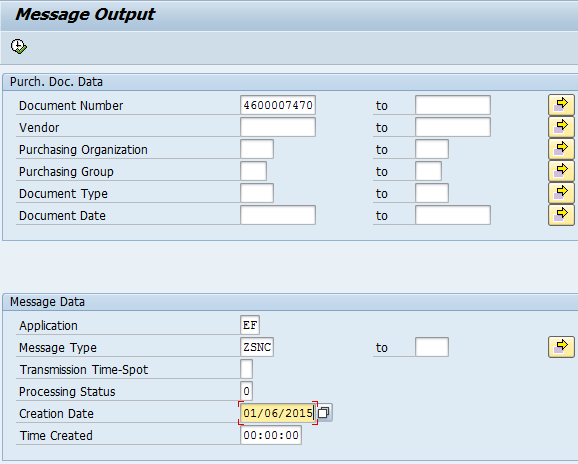 Message Output
Purch. Doc. Data
Document Number 4600007470 to
Vendor to
Purchasing Organization to
Purchasing Group to
Document Type to
Document Date to
Message Data
Application EF
Message Type ZSNC to
Transmission Time-Spot
Processing Status 0
Creation Date 01/06/2015
Time Created 00:00:00